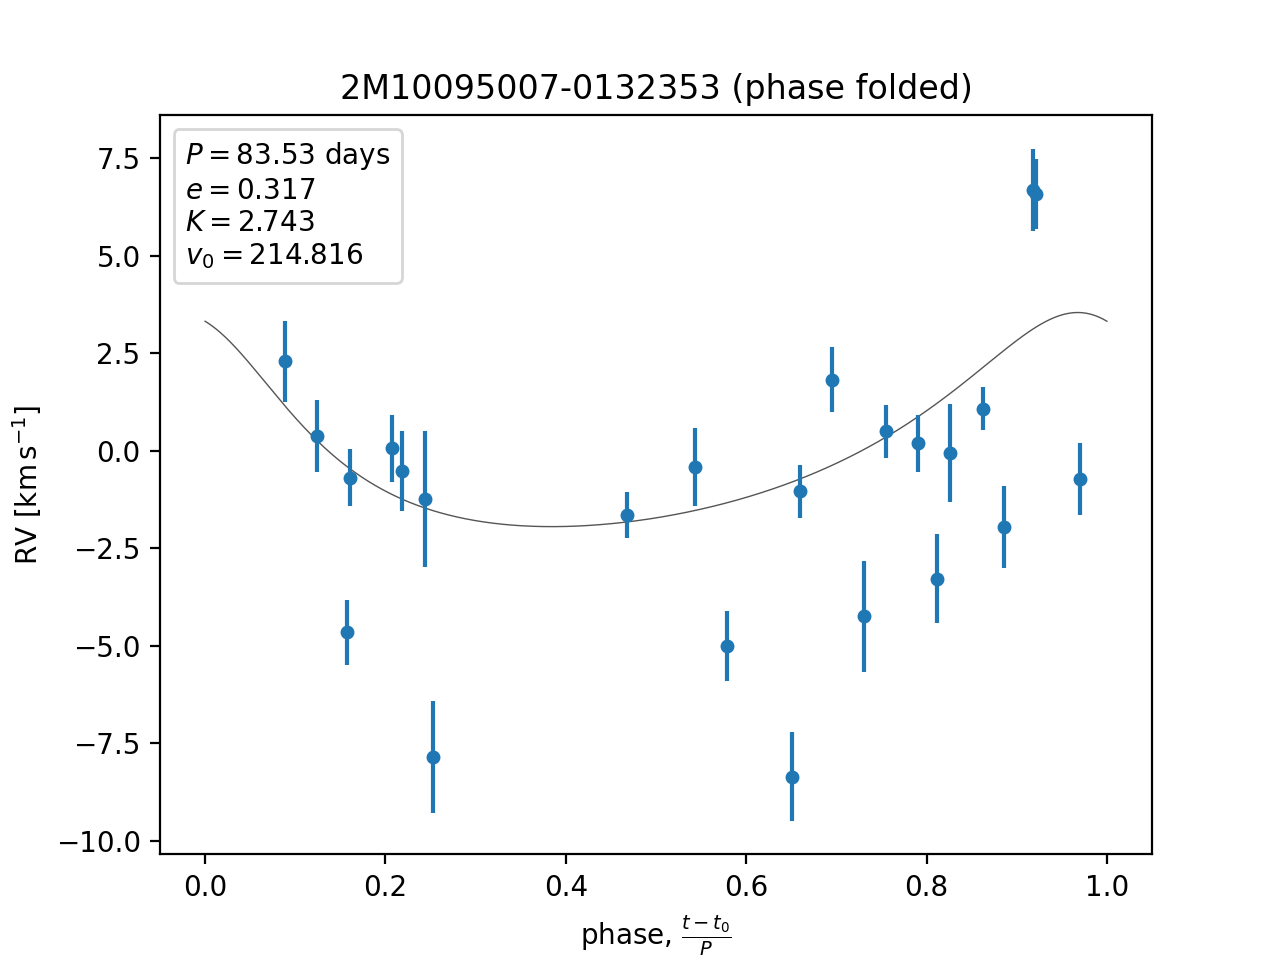 2M10095007-0132353 (phase folded)
P = 83.53 days
e = 0.317
K = 2.743
v₀ = 214.816
7.5
5.0
2.5
0.0
−2.5
−5.0
−7.5
−10.0
RV [km s⁻¹]
0.0 0.2 0.4 0.6 0.8 1.0
phase, (t − t₀)/P